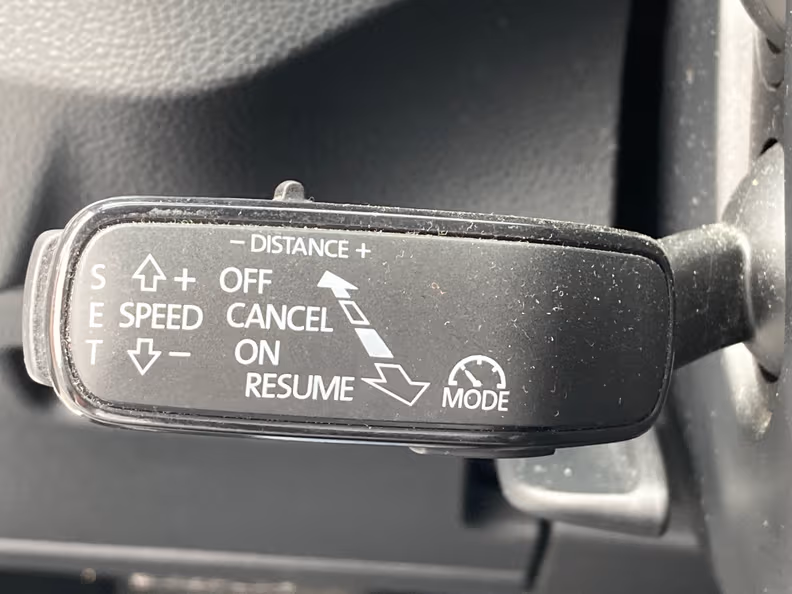 − DISTANCE +
S + OFF
E SPEED CANCEL
T − ON
RESUME
MODE